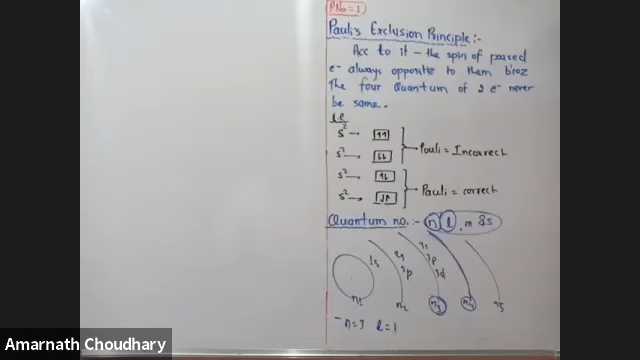 P.No=1
Pauli's Exclusion Principle:-
Acc to it - the spin of paired
e- always opposite to them b'coz
the four Quantum of 2 e- never
be same.
s² → 11 Pauli = Incorrect
s² →
s² → Pauli = correct
s² →
Quantum no. :- n l , m & s
1s 2s 3s
2p 3p
3d
n1 n2 n3 n4 n5
n=3 l=1
Amarnath Choudhary